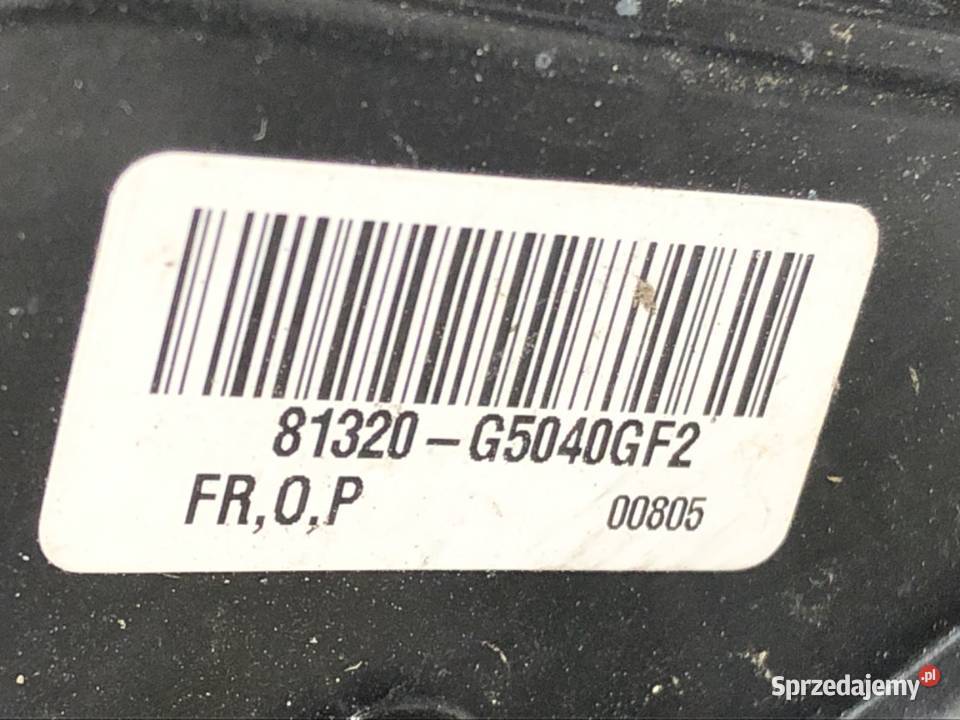 81320-G5040GF2
FR,O,P 00805
Sprzedajemy.pl